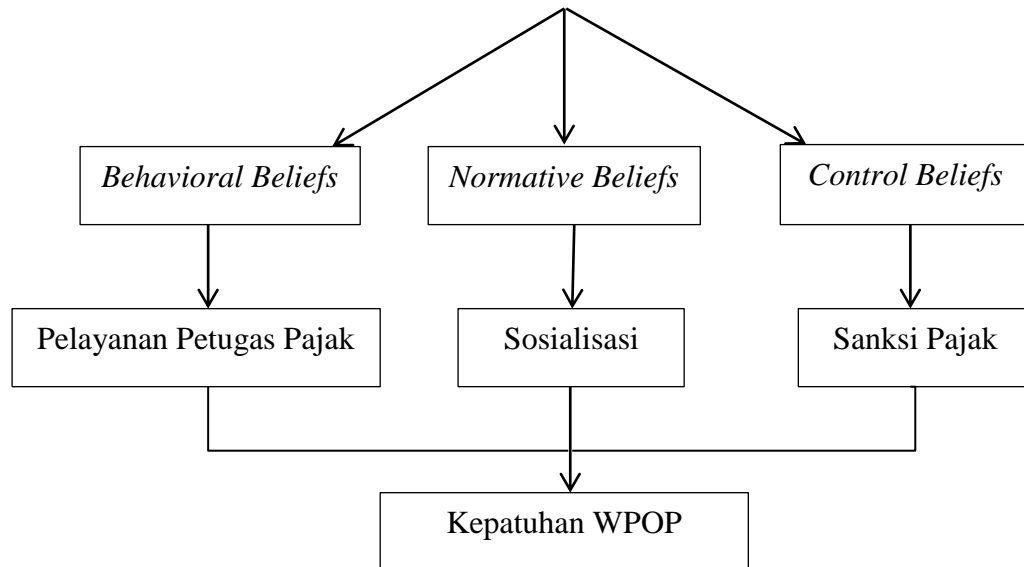 Behavioral Beliefs
Normative Beliefs
Control Beliefs
Pelayanan Petugas Pajak
Sosialisasi
Sanksi Pajak
Kepatuhan WPOP